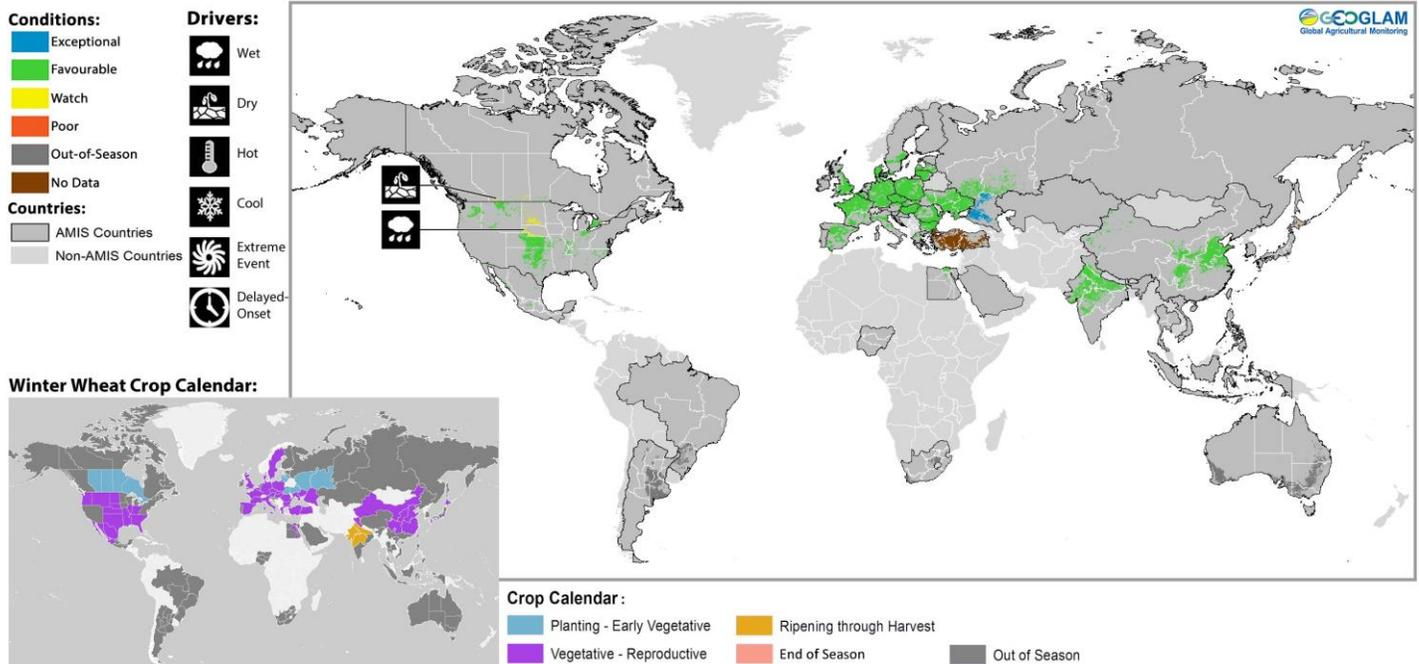 Conditions:
Exceptional
Favourable
Watch
Poor
Out-of-Season
No Data
Countries:
AMIS Countries
Non-AMIS Countries
Drivers:
Wet
Dry
Hot
Cool
Extreme
Event
Delayed-
Onset
GEOGLAM
Global Agricultural Monitoring
Winter Wheat Crop Calendar:
Crop Calendar :
Planting - Early Vegetative
Vegetative - Reproductive
Ripening through Harvest
End of Season
Out of Season